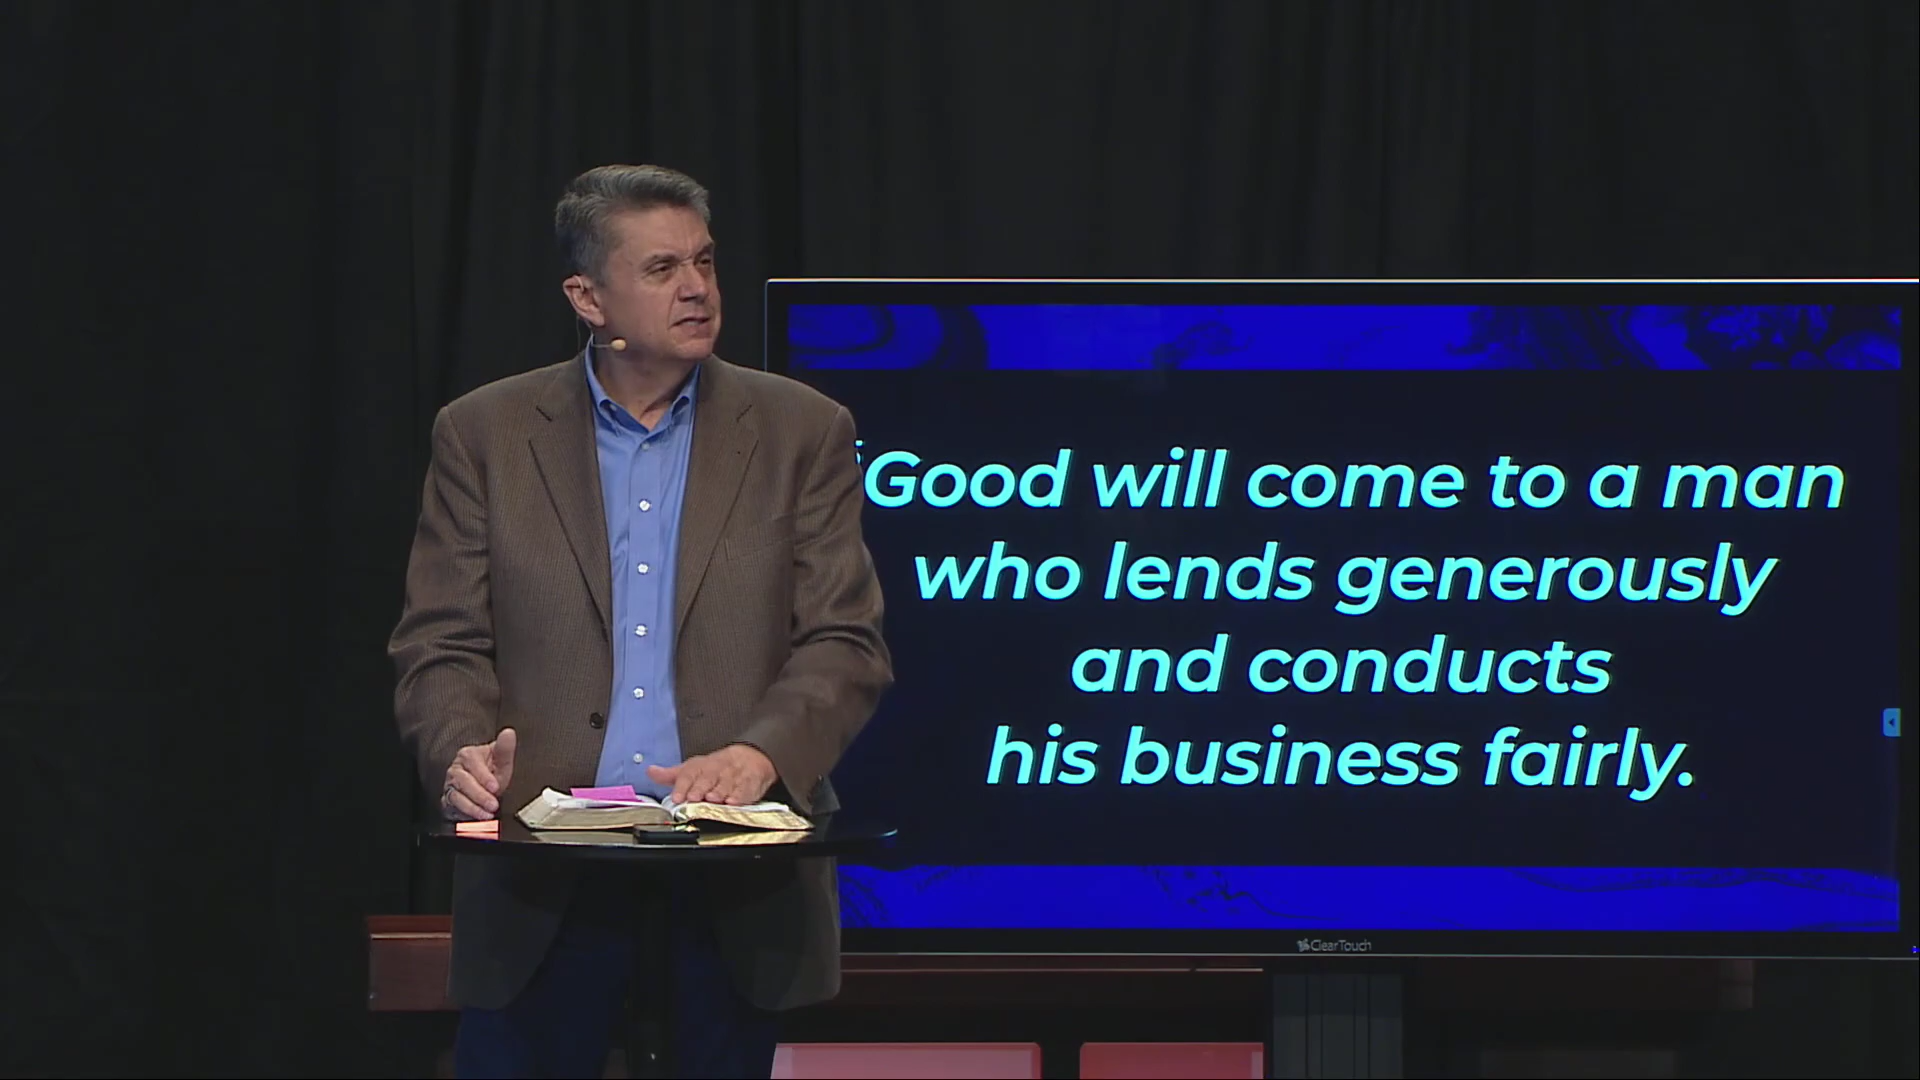 “Good will come to a man
who lends generously
and conducts
his business fairly.
ClearTouch